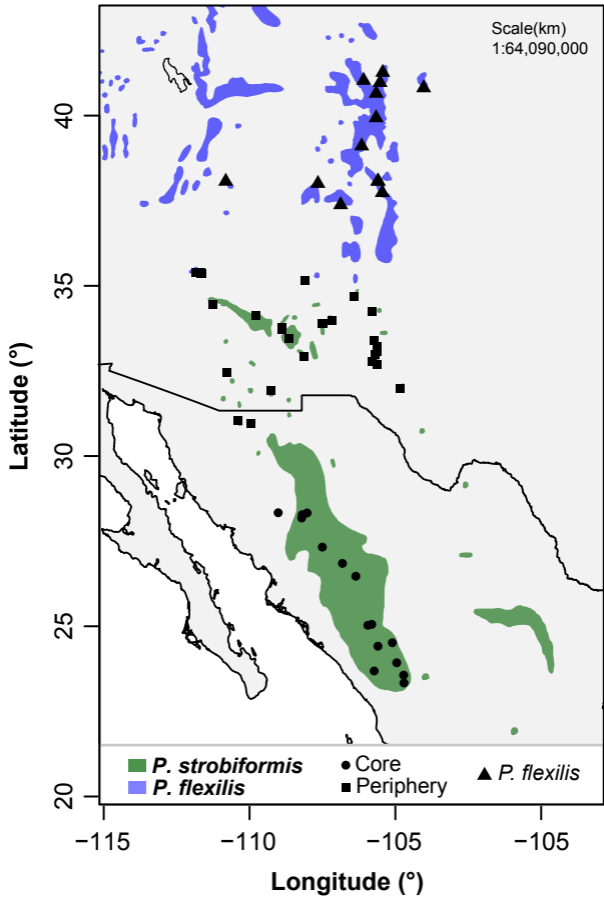 Scale(km)
1:64,090,000
40
35
30
25
20
Latitude (°)
P. strobiformis
P. flexilis
Core
Periphery
P. flexilis
−115
−110
−105
−105
Longitude (°)